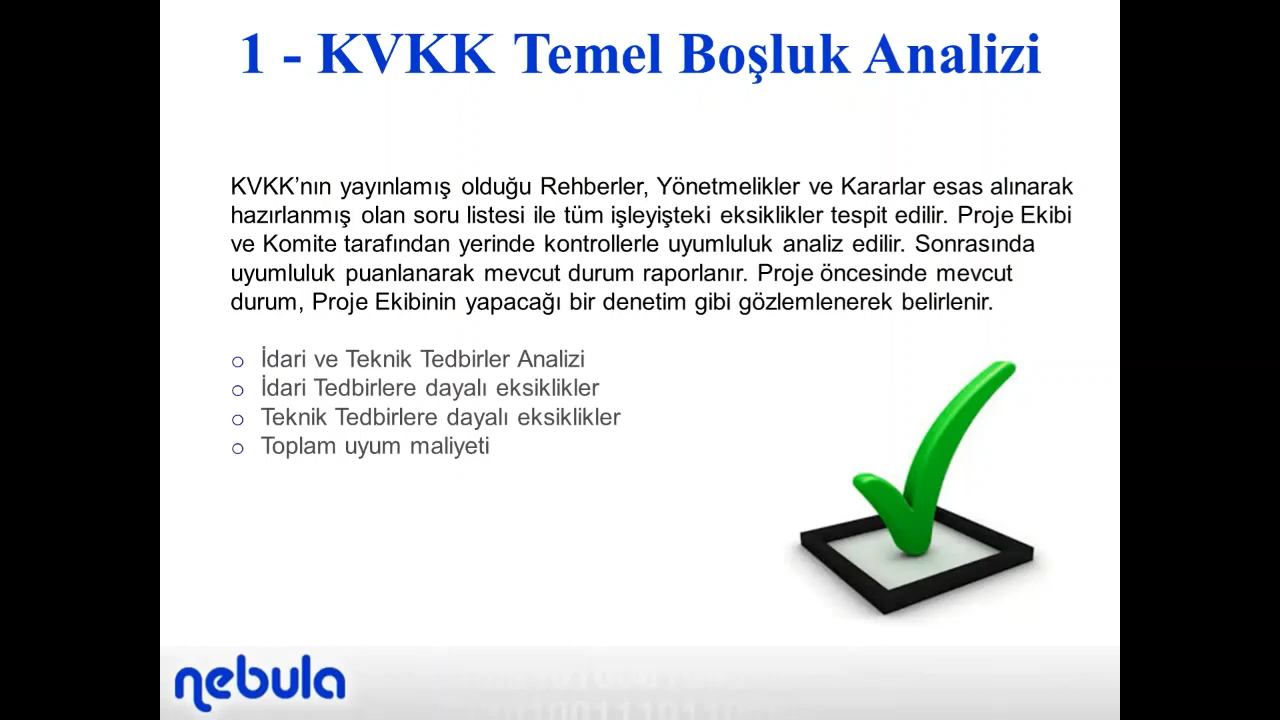 1 - KVKK Temel Boşluk Analizi
KVKK’nın yayınlamış olduğu Rehberler, Yönetmelikler ve Kararlar esas alınarak
hazırlanmış olan soru listesi ile tüm işleyişteki eksiklikler tespit edilir. Proje Ekibi
ve Komite tarafından yerinde kontrollerle uyumluluk analiz edilir. Sonrasında
uyumluluk puanlanarak mevcut durum raporlanır. Proje öncesinde mevcut
durum, Proje Ekibinin yapacağı bir denetim gibi gözlemlenerek belirlenir.
o İdari ve Teknik Tedbirler Analizi
o İdari Tedbirlere dayalı eksiklikler
o Teknik Tedbirlere dayalı eksiklikler
o Toplam uyum maliyeti
nebula